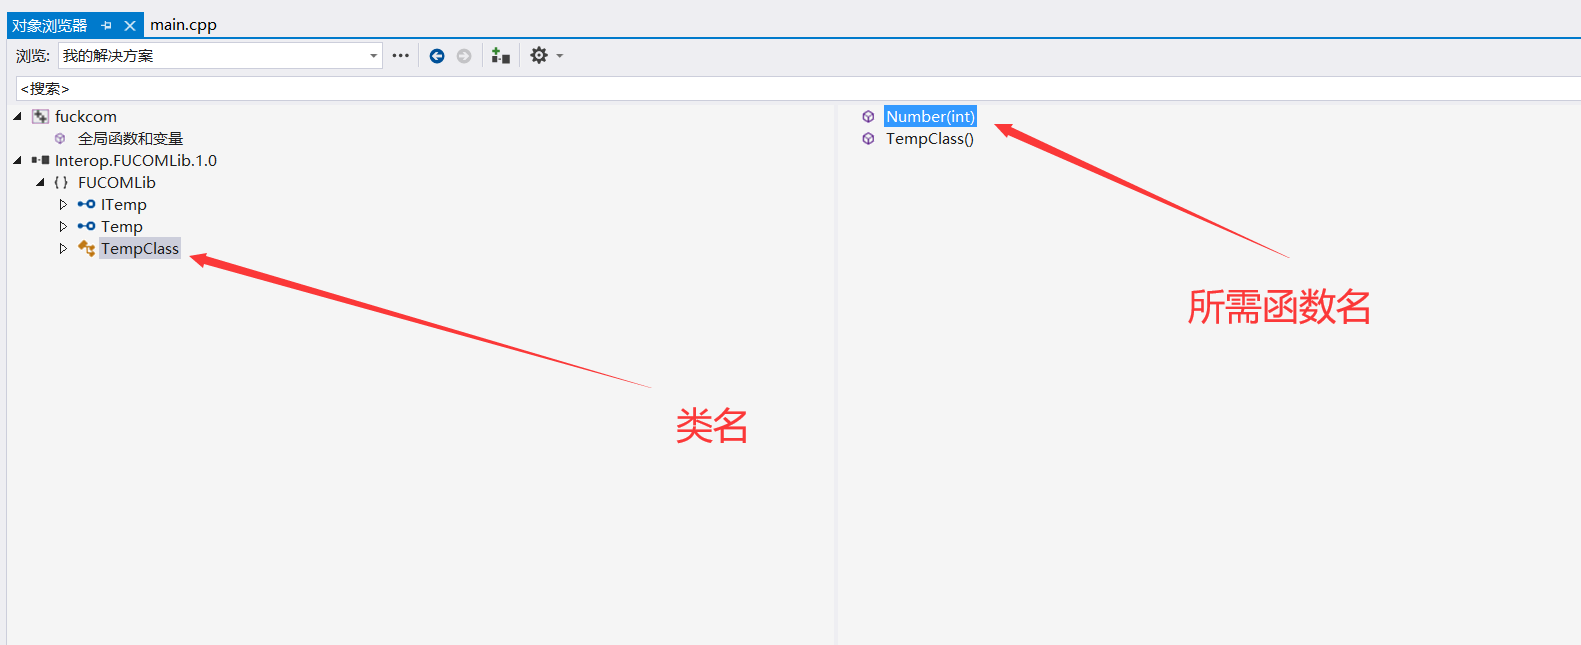 对象浏览器 main.cpp
浏览: 我的解决方案
<搜索>
fuckcom
全局函数和变量
Interop.FUCOMLib.1.0
FUCOMLib
ITemp
Temp
TempClass
Number(int)
TempClass()
所需函数名
类名